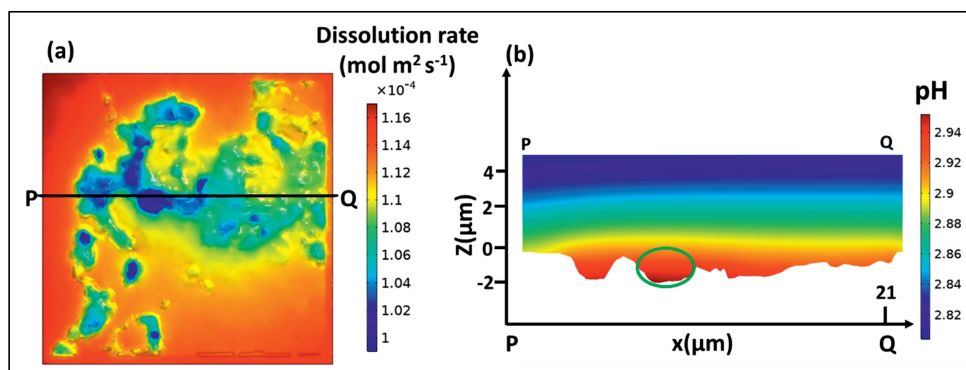 (a)
Dissolution rate
(mol m² s⁻¹)
×10⁻⁴
1.16
1.14
1.12
1.1
1.08
1.06
1.04
1.02
1
P
Q
(b)
pH
P
Q
4
2
0
-2
Z(μm)
21
P
x(μm)
Q
2.94
2.92
2.90
2.88
2.86
2.84
2.82